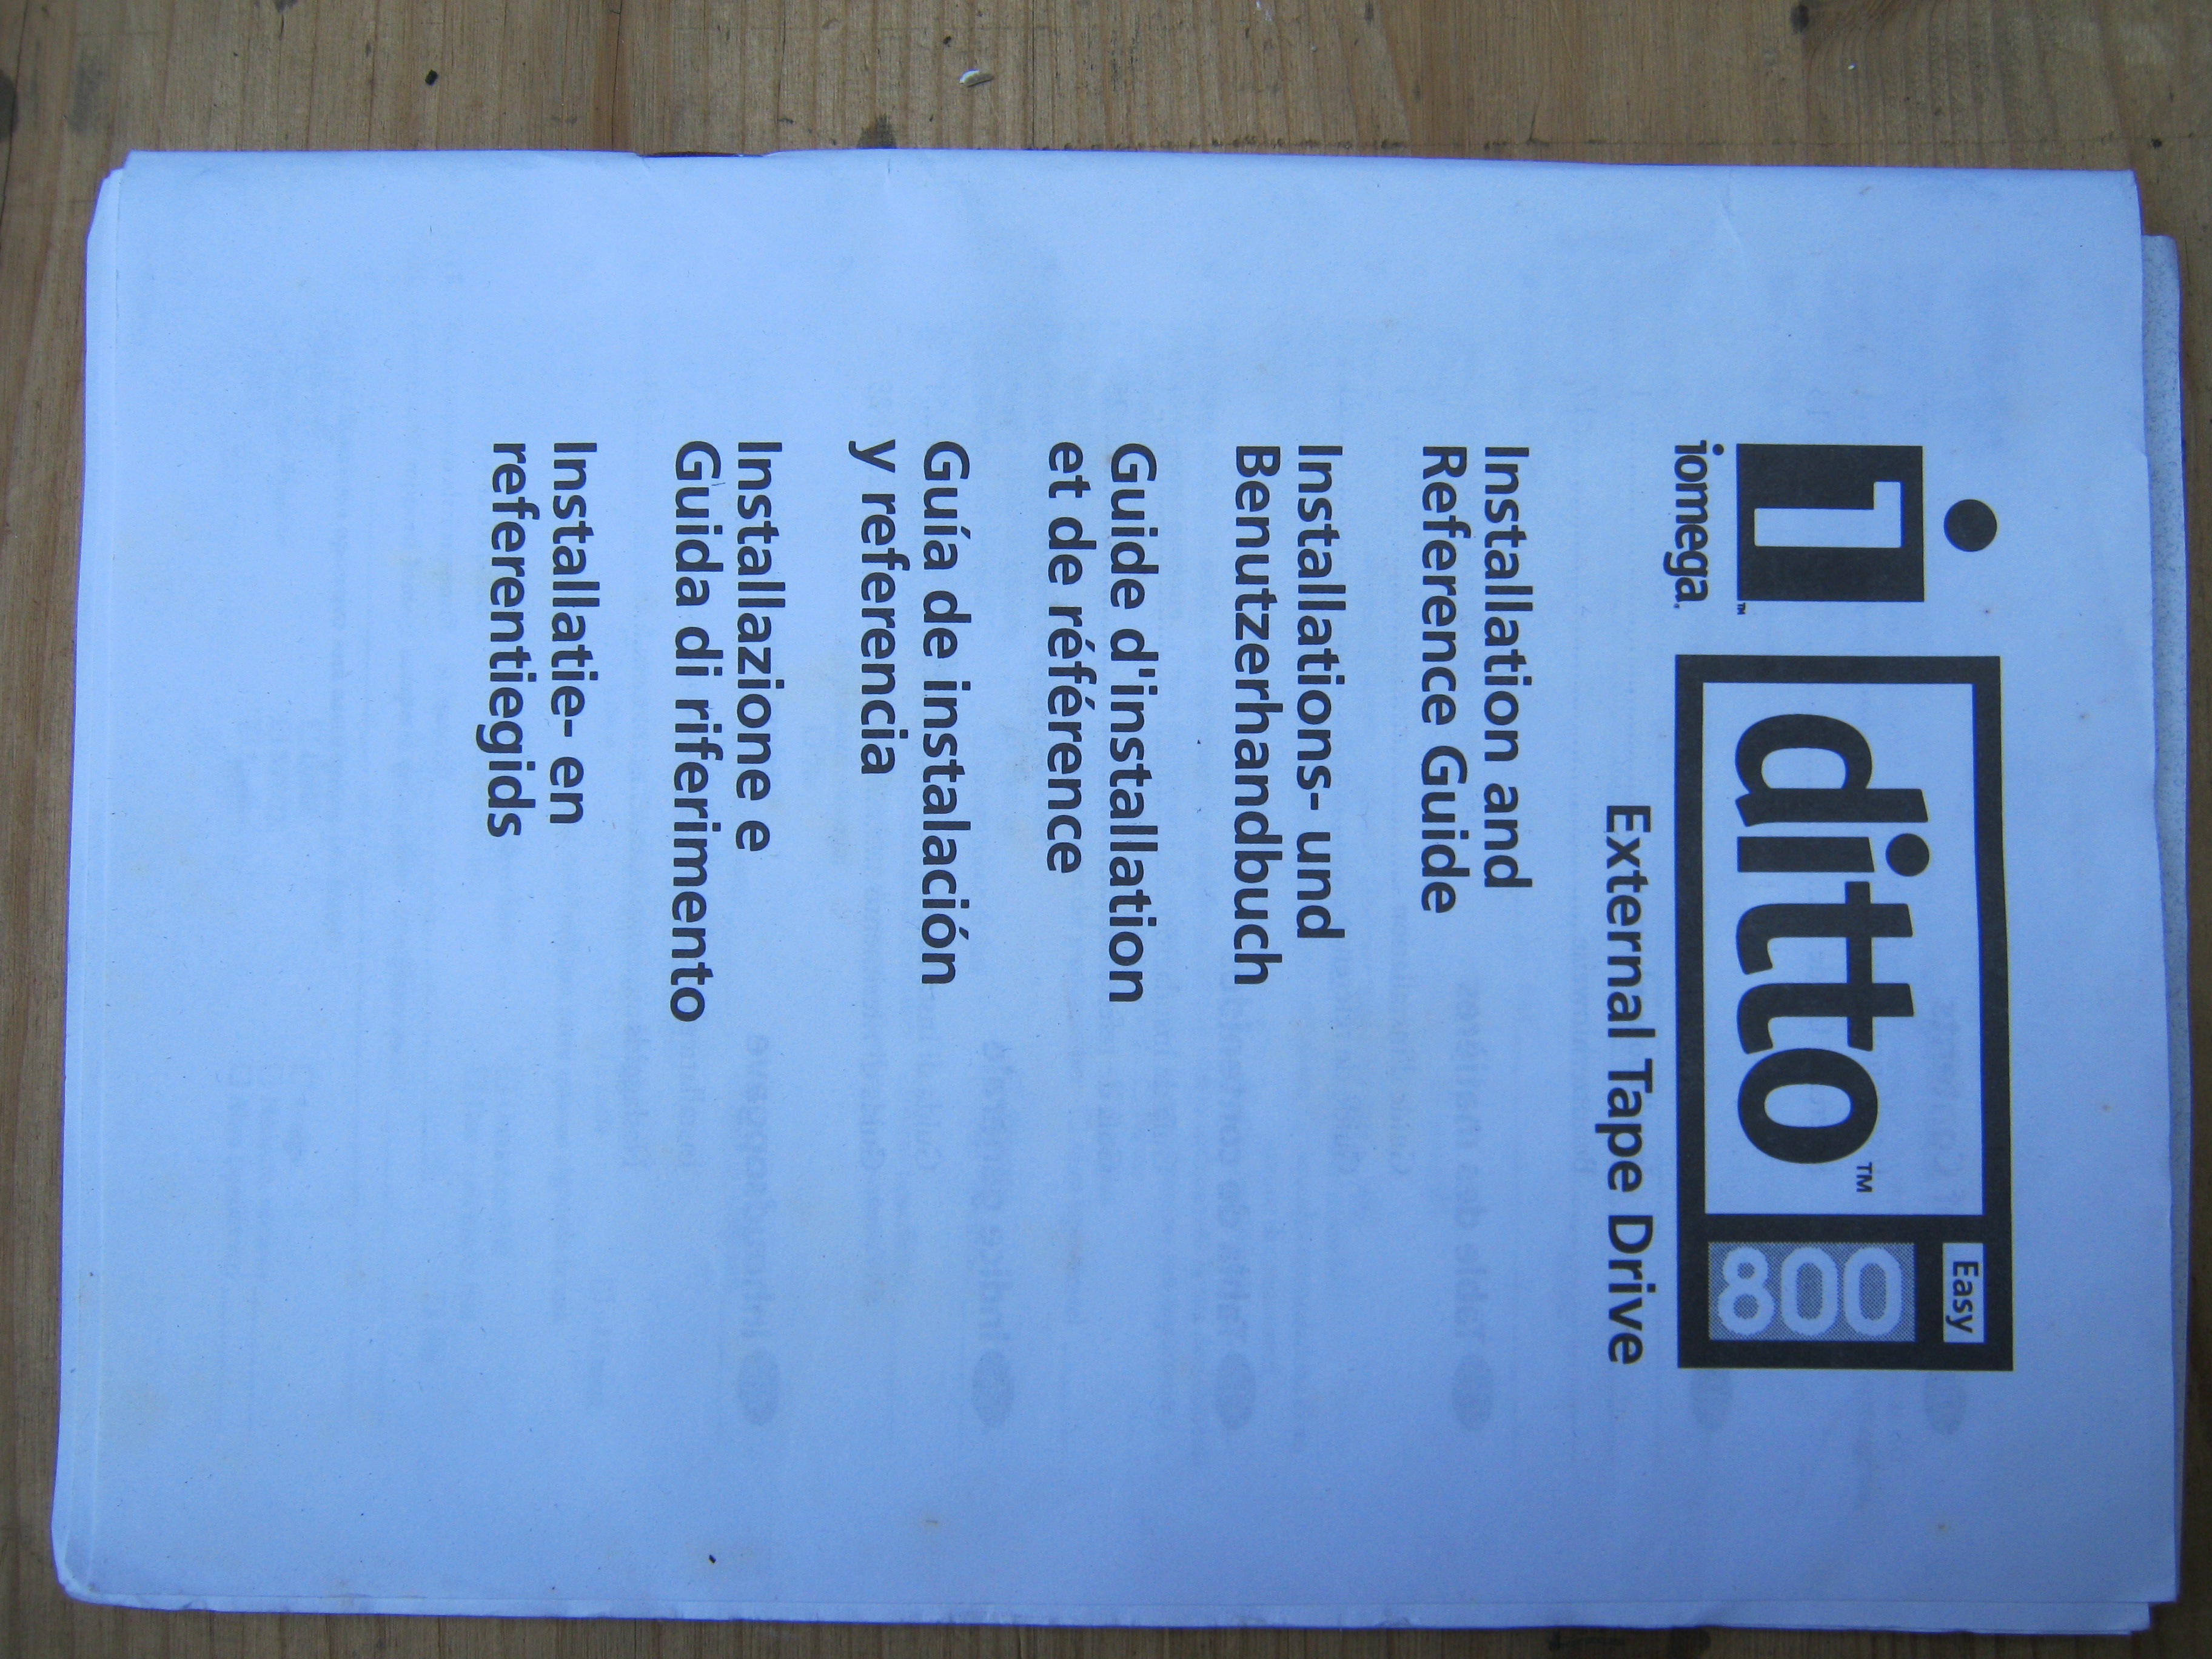 iomega
ditto™
Easy
800
External Tape Drive
Installation and
Reference Guide
Installations- und
Benutzerhandbuch
Guide d'installation
et de référence
Guía de instalación
y referencia
Installazione e
Guida di riferimento
Installatie- en
referentiegids